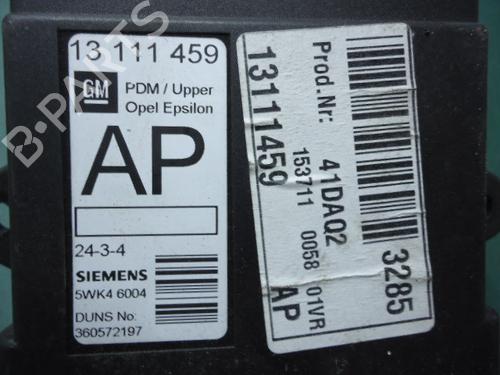 13 111 459
GM
PDM / Upper
Opel Epsilon
AP
24-3-4
SIEMENS
5WK4 6004
DUNS No:
360572197
Prod.Nr: 41DAQ2 3285
153711 0058 01VR
13111459 AP
B-PARTS